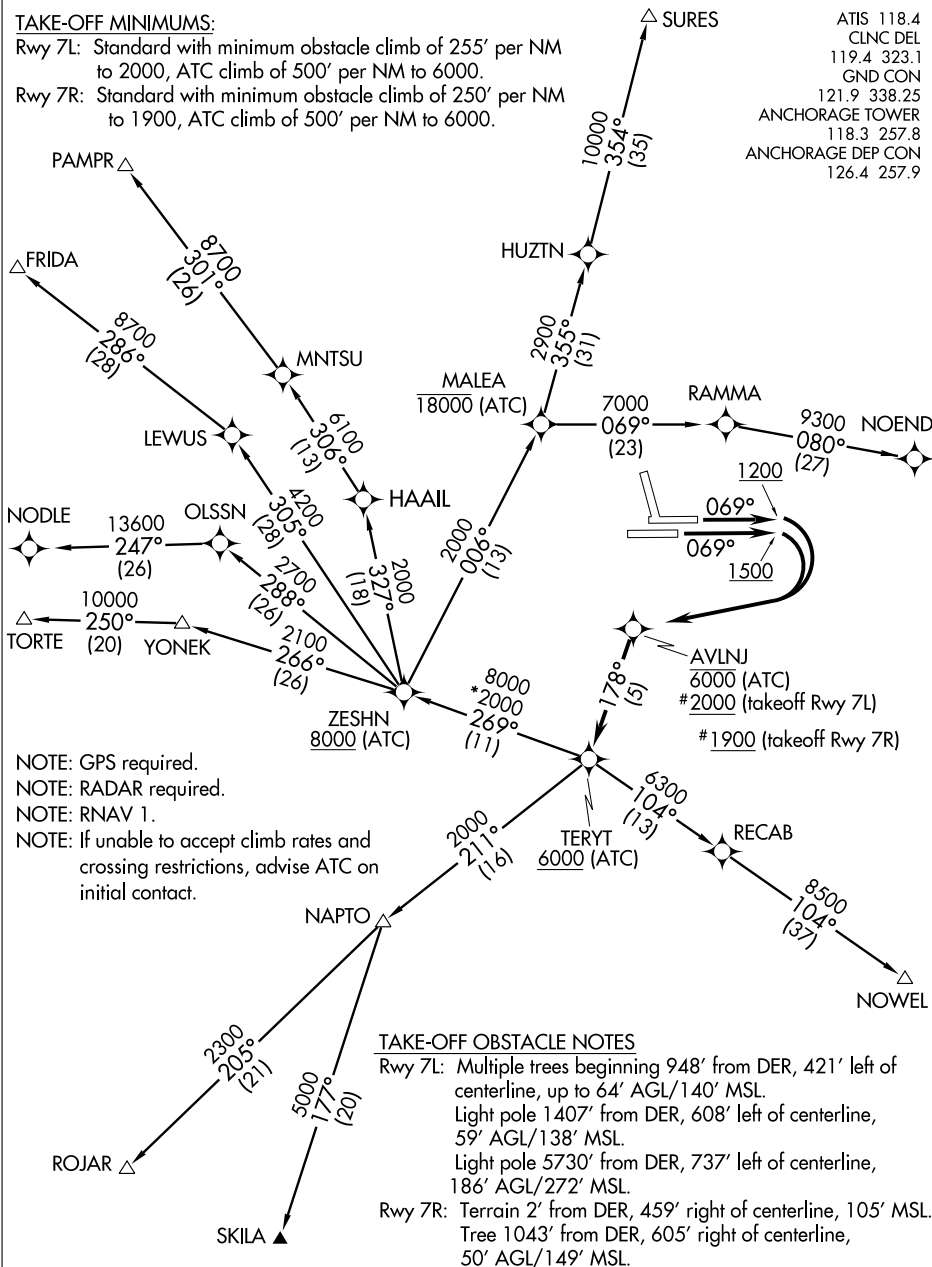 TAKE-OFF MINIMUMS:
Rwy 7L: Standard with minimum obstacle climb of 255' per NM
to 2000, ATC climb of 500' per NM to 6000.
Rwy 7R: Standard with minimum obstacle climb of 250' per NM
to 1900, ATC climb of 500' per NM to 6000.
ATIS 118.4
CLNC DEL
119.4 323.1
GND CON
121.9 338.25
ANCHORAGE TOWER
118.3 257.8
ANCHORAGE DEP CON
126.4 257.9
SURES
10000
354°
(35)
PAMPR
8700
301°
(26)
HUZTN
FRIDA
8700
286°
(28)
2900
355°
(31)
MNTSU
MALEA
18000 (ATC)
RAMMA
7000
069°
(23)
9300
080°
(27)
NOEND
LEWUS
6100
306°
(13)
HAAIL
1200
069°
069°
1500
NODLE
13600
247°
(26)
OLSSN
4200
305°
(28)
2000
327°
(18)
2000
006°
(13)
2700
288°
(26)
TORTE
10000
250°
(20)
YONEK
2100
266°
(26)
AVLNJ
6000 (ATC)
#2000 (takeoff Rwy 7L)
#1900 (takeoff Rwy 7R)
178°
(5)
ZESHN
8000 (ATC)
8000
*2000
269°
(11)
NOTE: GPS required.
NOTE: RADAR required.
NOTE: RNAV 1.
NOTE: If unable to accept climb rates and
crossing restrictions, advise ATC on
initial contact.
TERYT
6000 (ATC)
6300
104°
(13)
RECAB
2000
211°
(16)
8500
104°
(37)
NAPTO
NOWEL
2300
205°
(21)
5000
177°
(20)
ROJAR
SKILA
TAKE-OFF OBSTACLE NOTES
Rwy 7L: Multiple trees beginning 948' from DER, 421' left of
centerline, up to 64' AGL/140' MSL.
Light pole 1407' from DER, 608' left of centerline,
59' AGL/138' MSL.
Light pole 5730' from DER, 737' left of centerline,
186' AGL/272' MSL.
Rwy 7R: Terrain 2' from DER, 459' right of centerline, 105' MSL.
Tree 1043' from DER, 605' right of centerline,
50' AGL/149' MSL.